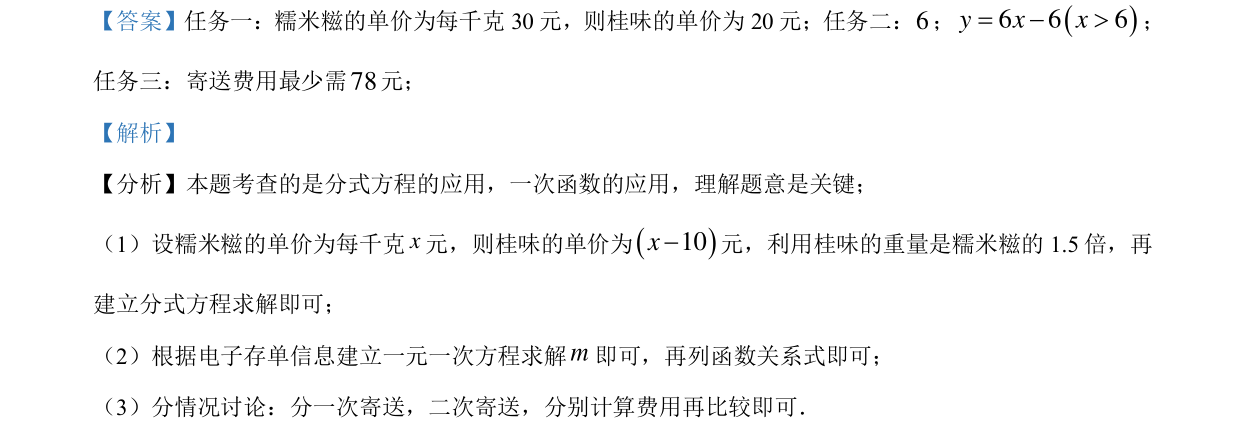 【答案】任务一：糯米糍的单价为每千克 30 元，则桂味的单价为 20 元；任务二：6；y＝6x－6(x＞6)；
任务三：寄送费用最少需78元；
【解析】
【分析】本题考查的是分式方程的应用，一次函数的应用，理解题意是关键；
（1）设糯米糍的单价为每千克 x 元，则桂味的单价为(x－10)元，利用桂味的重量是糯米糍的 1.5 倍，再
建立分式方程求解即可；
（2）根据电子存单信息建立一元一次方程求解 m 即可，再列函数关系式即可；
（3）分情况讨论：分一次寄送，二次寄送，分别计算费用再比较即可．